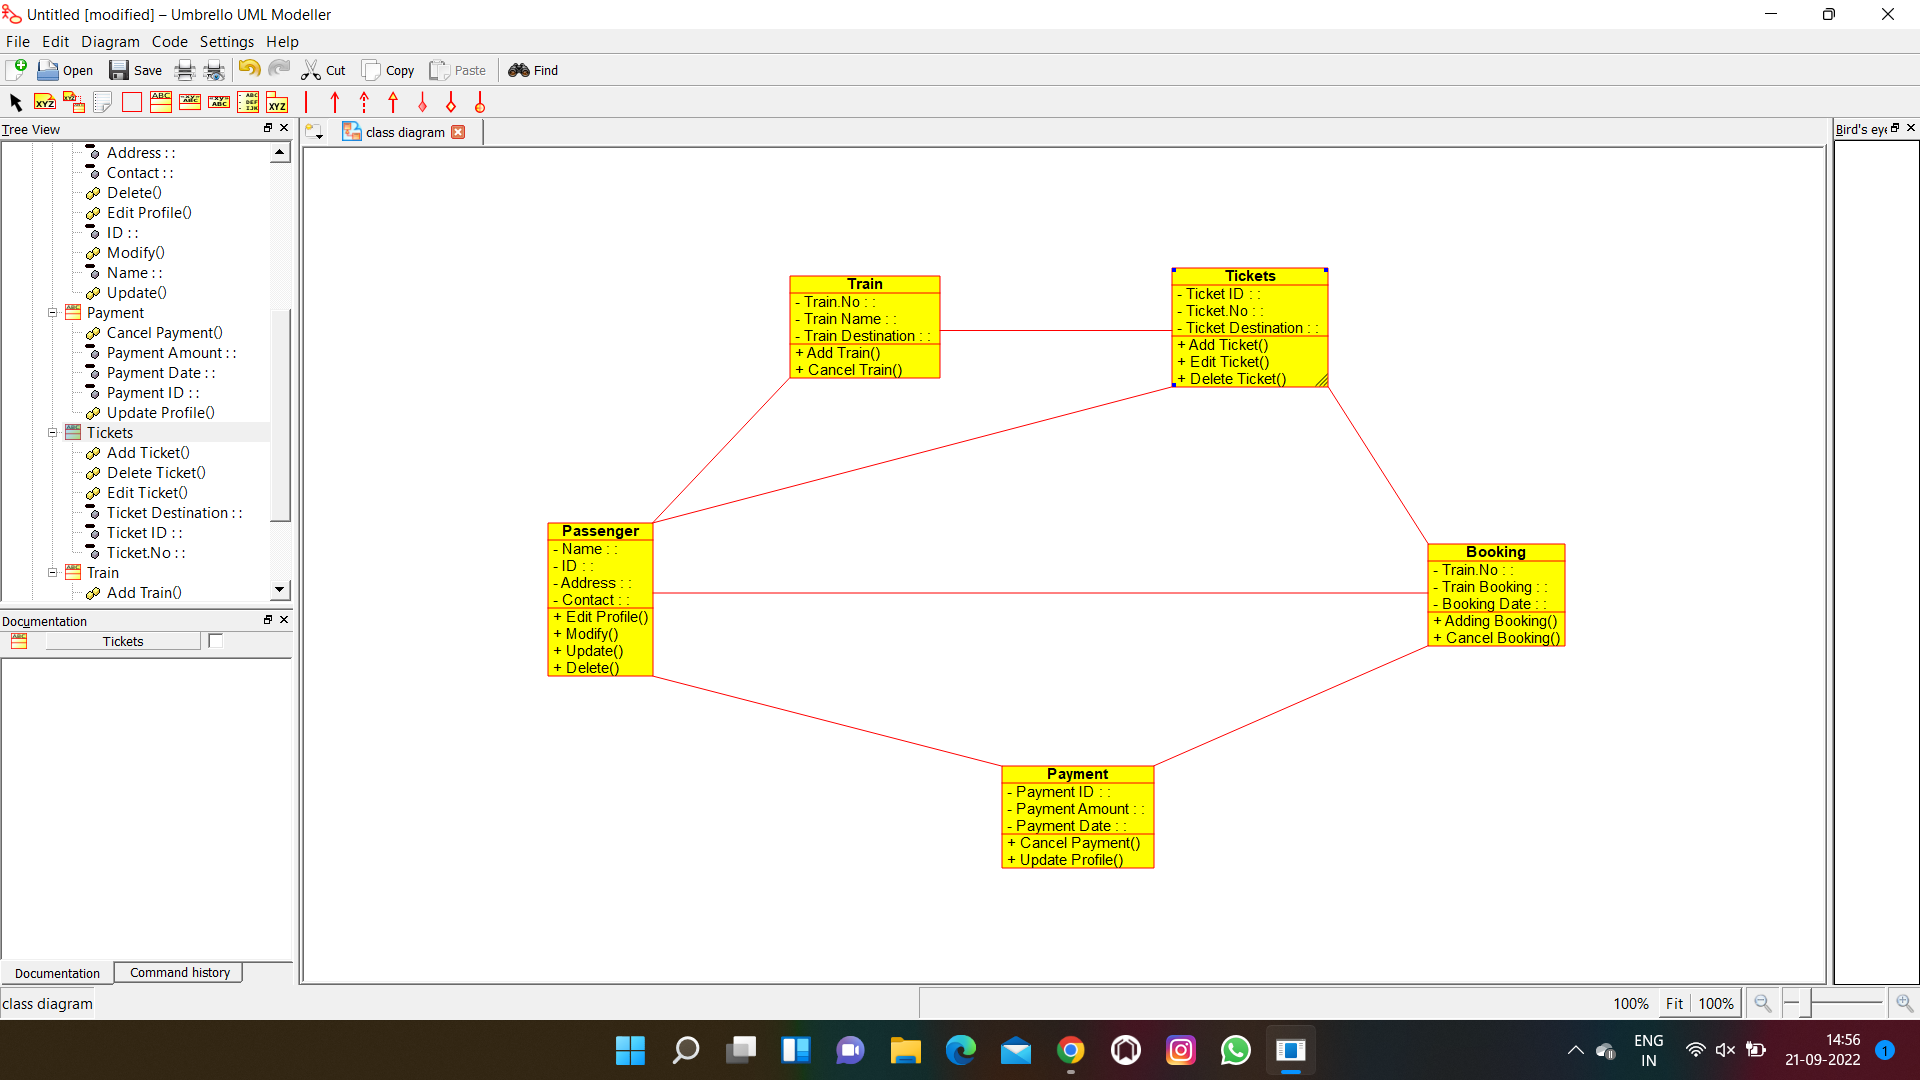 Untitled [modified] – Umbrello UML Modeller
File Edit Diagram Code Settings Help
Open Save Cut Copy Paste Find
Tree View
class diagram
Bird's eye
Address : :
Contact : :
Delete()
Edit Profile()
ID : :
Modify()
Name : :
Update()
Payment
Cancel Payment()
Payment Amount : :
Payment Date : :
Payment ID : :
Update Profile()
Tickets
Add Ticket()
Delete Ticket()
Edit Ticket()
Ticket Destination : :
Ticket ID : :
Ticket.No : :
Train
Add Train()
Documentation
Tickets
Documentation Command history
Train
- Train.No : :
- Train Name : :
- Train Destination : :
+ Add Train()
+ Cancel Train()
Tickets
- Ticket ID : :
- Ticket.No : :
- Ticket Destination : :
+ Add Ticket()
+ Edit Ticket()
+ Delete Ticket()
Passenger
- Name : :
- ID : :
- Address : :
- Contact : :
+ Edit Profile()
+ Modify()
+ Update()
+ Delete()
Booking
- Train.No : :
- Train Booking : :
- Booking Date : :
+ Adding Booking()
+ Cancel Booking()
Payment
- Payment ID : :
- Payment Amount : :
- Payment Date : :
+ Cancel Payment()
+ Update Profile()
class diagram
100% Fit 100%
ENG
IN
14:56
21-09-2022
1